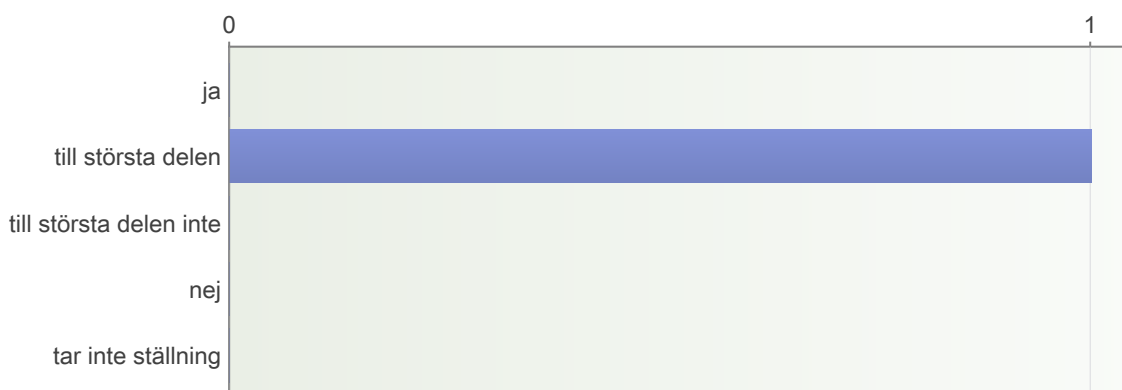 0 1
ja
till största delen
till största delen inte
nej
tar inte ställning